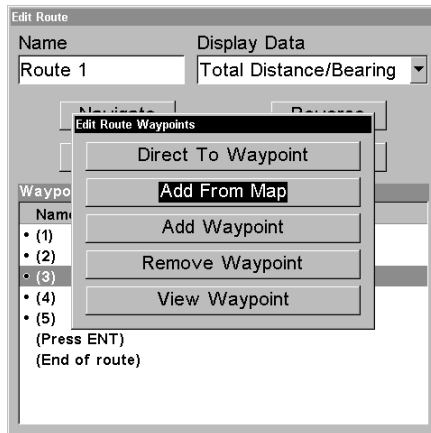 Edit Route
Name Display Data
Route 1 Total Distance/Bearing
Edit Route Waypoints
Direct To Waypoint
Add From Map
Add Waypoint
Remove Waypoint
View Waypoint
(1)
(2)
(3)
(4)
(5)
(Press ENT)
(End of route)